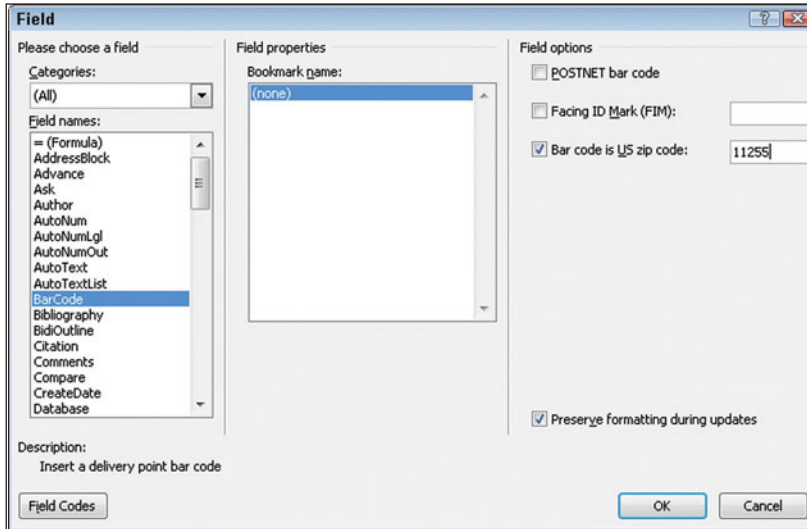 Field
Please choose a field
Categories:
(All)
Field names:
= (Formula)
AddressBlock
Advance
Ask
Author
AutoNum
AutoNumLgl
AutoNumOut
AutoText
AutoTextList
BarCode
Bibliography
BidiOutline
Citation
Comments
Compare
CreateDate
Database
Description:
Insert a delivery point bar code
Field Codes
Field properties
Bookmark name:
(none)
Field options
POSTNET bar code
Facing ID Mark (FIM):
Bar code is US zip code: 11255
Preserve formatting during updates
OK Cancel